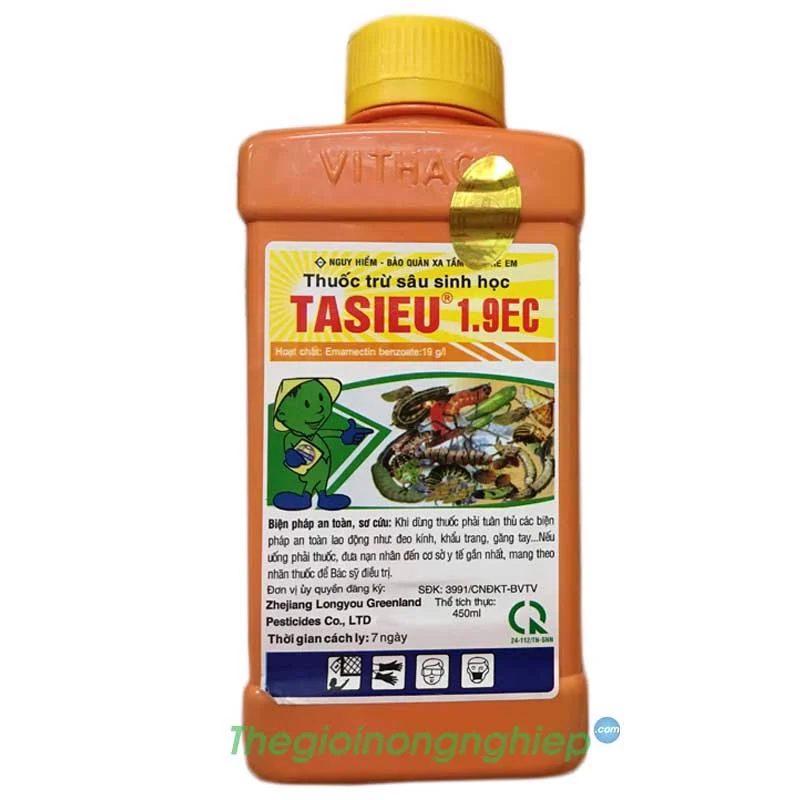 VITHAC
NGUY HIỂM - BẢO QUẢN XA TẦM EM
Thuốc trừ sâu sinh học
TASIEU® 1.9EC
Hoạt chất: Emamectin benzoate:19 g/l
Biện pháp an toàn, sơ cứu: Khi dùng thuốc phải tuân thủ các biện
pháp an toàn lao động như: đeo kính, khẩu trang, găng tay...Nếu
uống phải thuốc, đưa nạn nhân đến cơ sở y tế gần nhất, mang theo
nhãn thuốc để Bác sỹ điều trị.
Đơn vị ủy quyền đăng ký:
SĐK: 3991/CNĐKT-BVTV
Zhejiang Longyou Greenland
Pesticides Co., LTD
Thể tích thực:
450ml
Thời gian cách ly: 7 ngày
24-112/TN-SNN
Thegioinongnghiep.com